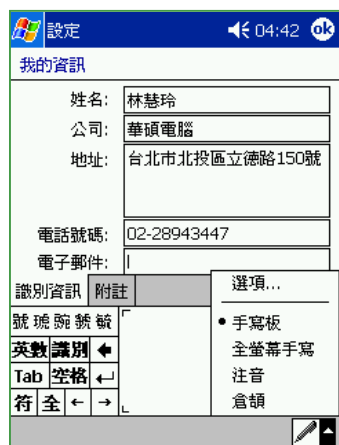 設定 04:42 ok
我的資訊
姓名: 林慧玲
公司: 華碩電腦
地址: 台北市北投區立德路150號
電話號碼: 02-28943447
電子郵件:
識別資訊 附註
選項...
手寫板
全螢幕手寫
注音
倉頡
號 琥 豌 號 毓
英數 識別
Tab 空格
符 全 ← →